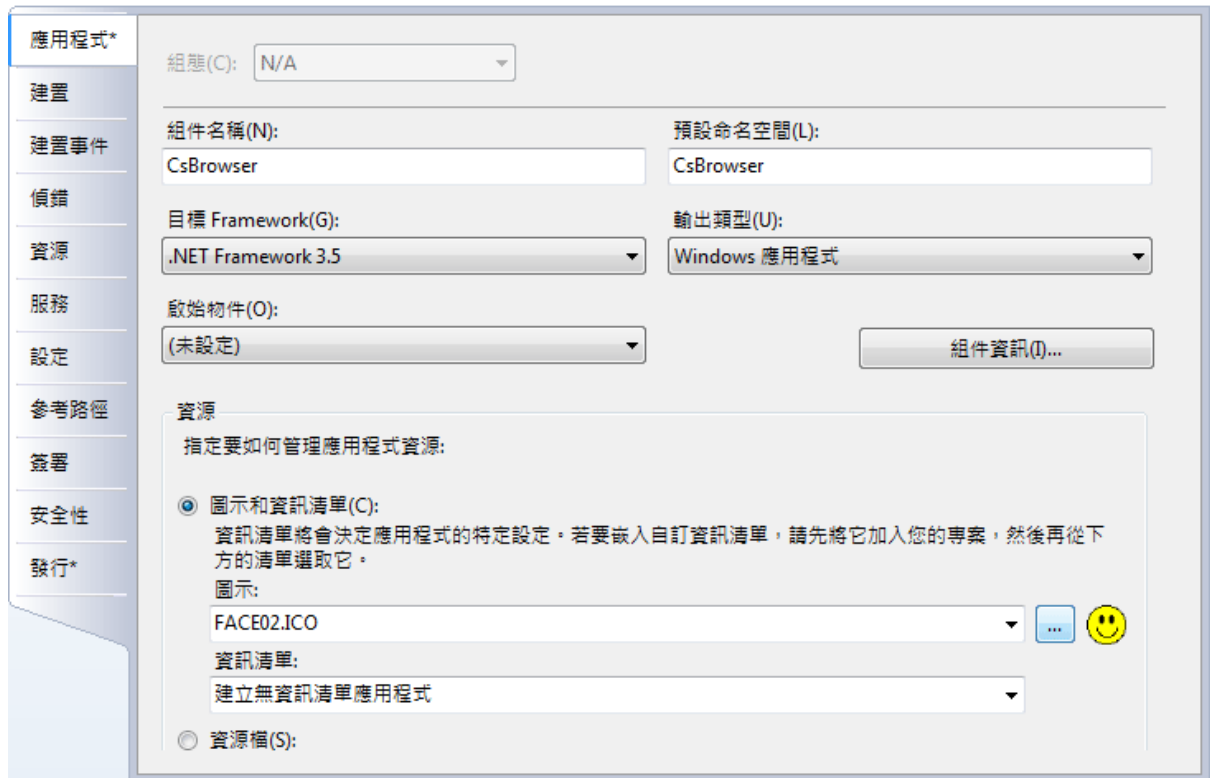 應用程式*
建置
建置事件
偵錯
資源
服務
設定
參考路徑
簽署
安全性
發行*
組態(C): N/A
組件名稱(N): 預設命名空間(L):
CsBrowser CsBrowser
目標 Framework(G): 輸出類型(U):
.NET Framework 3.5 Windows 應用程式
啟始物件(O):
(未設定) 組件資訊(I)...
資源
指定要如何管理應用程式資源:
圖示和資訊清單(C):
資訊清單將會決定應用程式的特定設定。若要嵌入自訂資訊清單，請先將它加入您的專案，然後再從下
方的清單選取它。
圖示:
FACE02.ICO ...
資訊清單:
建立無資訊清單應用程式
資源檔(S):